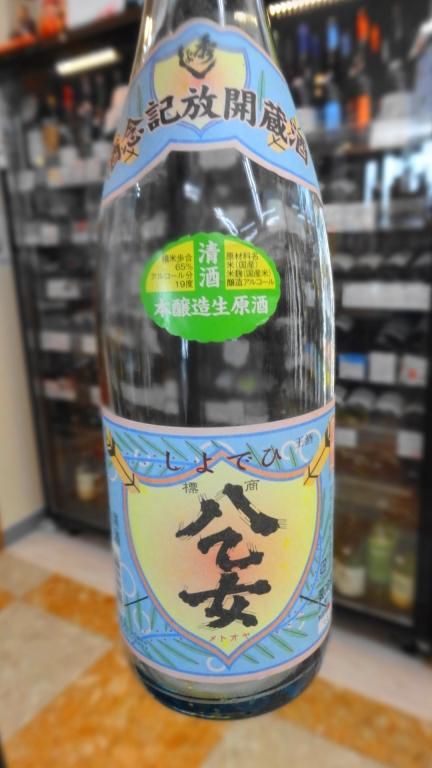 酒蔵開放記念
清酒
原材料名
米(国産)
米麹(国産米)
醸造アルコール
精米歩合
65%
アルコール分
19度
本醸造生原酒
ひでよし
商標
八乙女
ヤオトメ